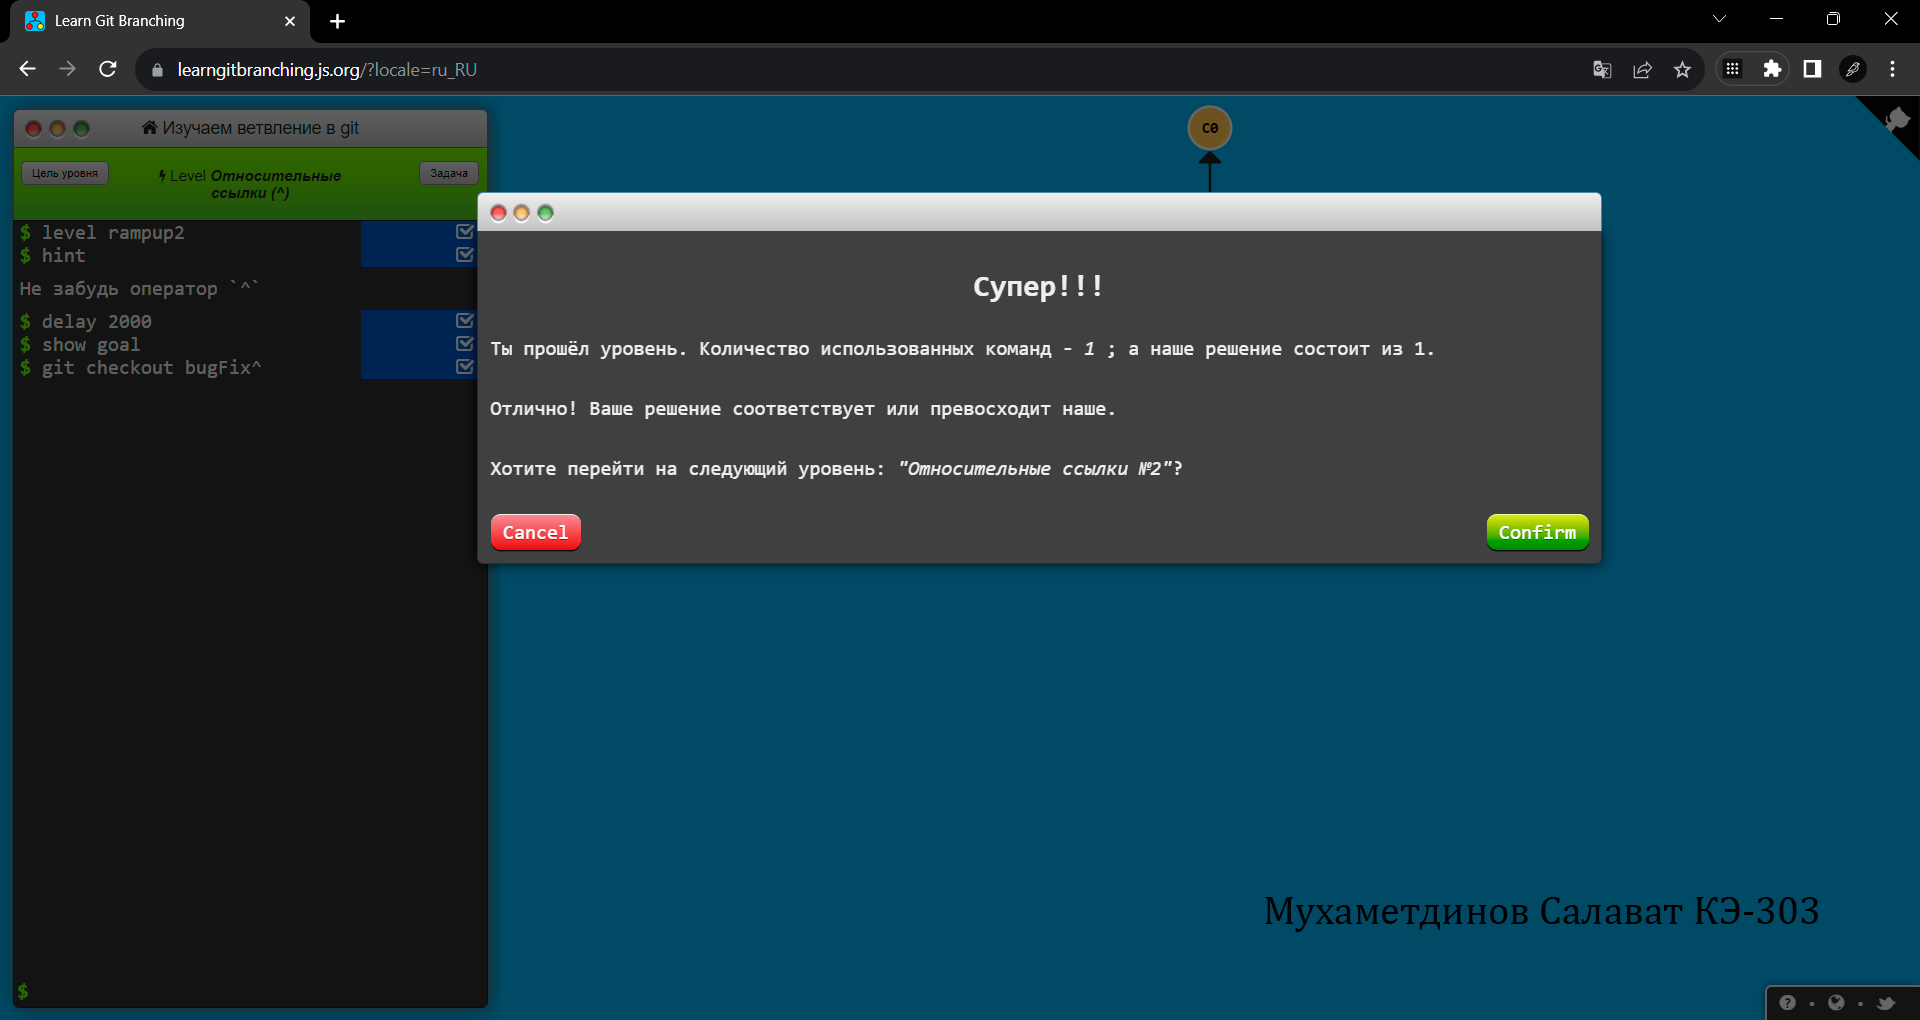 Learn Git Branching
learngitbranching.js.org/?locale=ru_RU
Изучаем ветвление в git
Цель уровня
Level Относительные
ссылки (^)
Задача
$ level rampup2
$ hint
Не забудь оператор `^`
$ delay 2000
$ show goal
$ git checkout bugFix^
$
C0
Супер!!!
Ты прошёл уровень. Количество использованных команд - 1 ; а наше решение состоит из 1.
Отлично! Ваше решение соответствует или превосходит наше.
Хотите перейти на следующий уровень: "Относительные ссылки №2"?
Cancel
Confirm
Мухаметдинов Салават КЭ-303